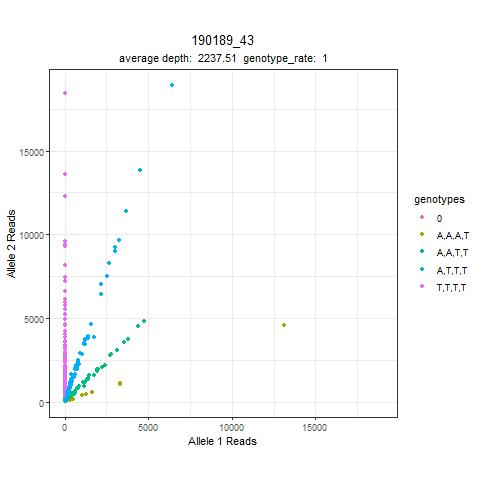 190189_43
average depth: 2237.51 genotype_rate: 1
Allele 2 Reads
15000
10000
5000
0
0
5000
10000
15000
Allele 1 Reads
genotypes
0
A,A,A,T
A,A,T,T
A,T,T,T
T,T,T,T